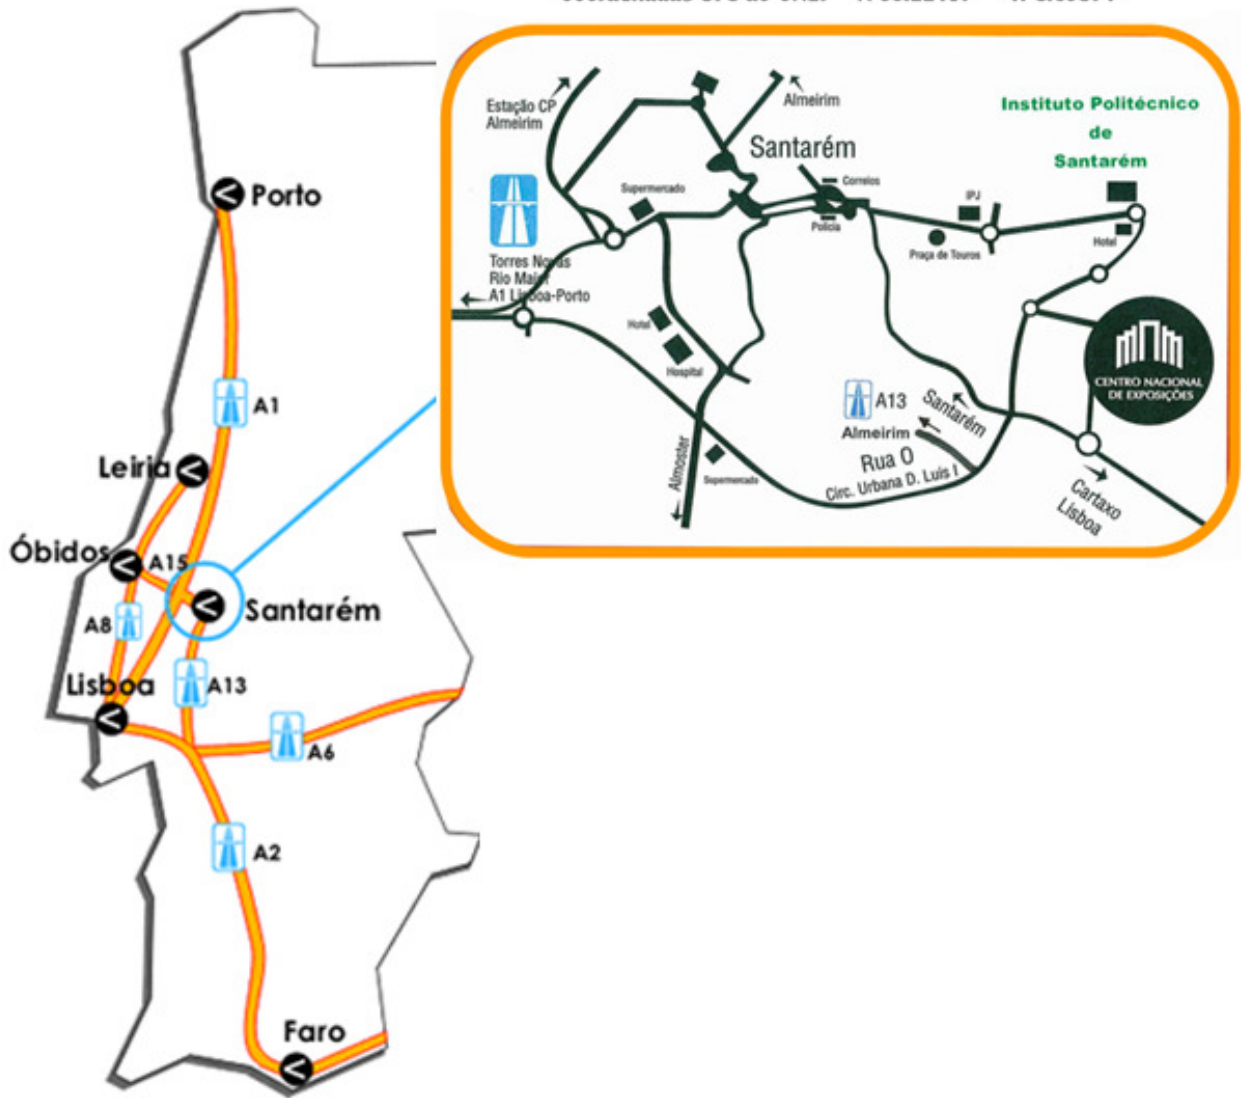 Porto
A1
Leiria
Óbidos
A15
A8
Santarém
Lisboa
A13
A6
A2
Faro
Estação CP
Almeirim
Almeirim
Instituto Politécnico
de
Santarém
Santarém
Supermercado
Correios
Polícia
IPJ
Praça de Touros
Hotel
Torres Novas
Rio Maior
A1 Lisboa-Porto
Hotel
Hospital
CENTRO NACIONAL
DE EXPOSIÇÕES
A13
Santarém
Almeirim
Rua O
Circ. Urbana D. Luis I
Almoster
Supermercado
Cartaxo
Lisboa